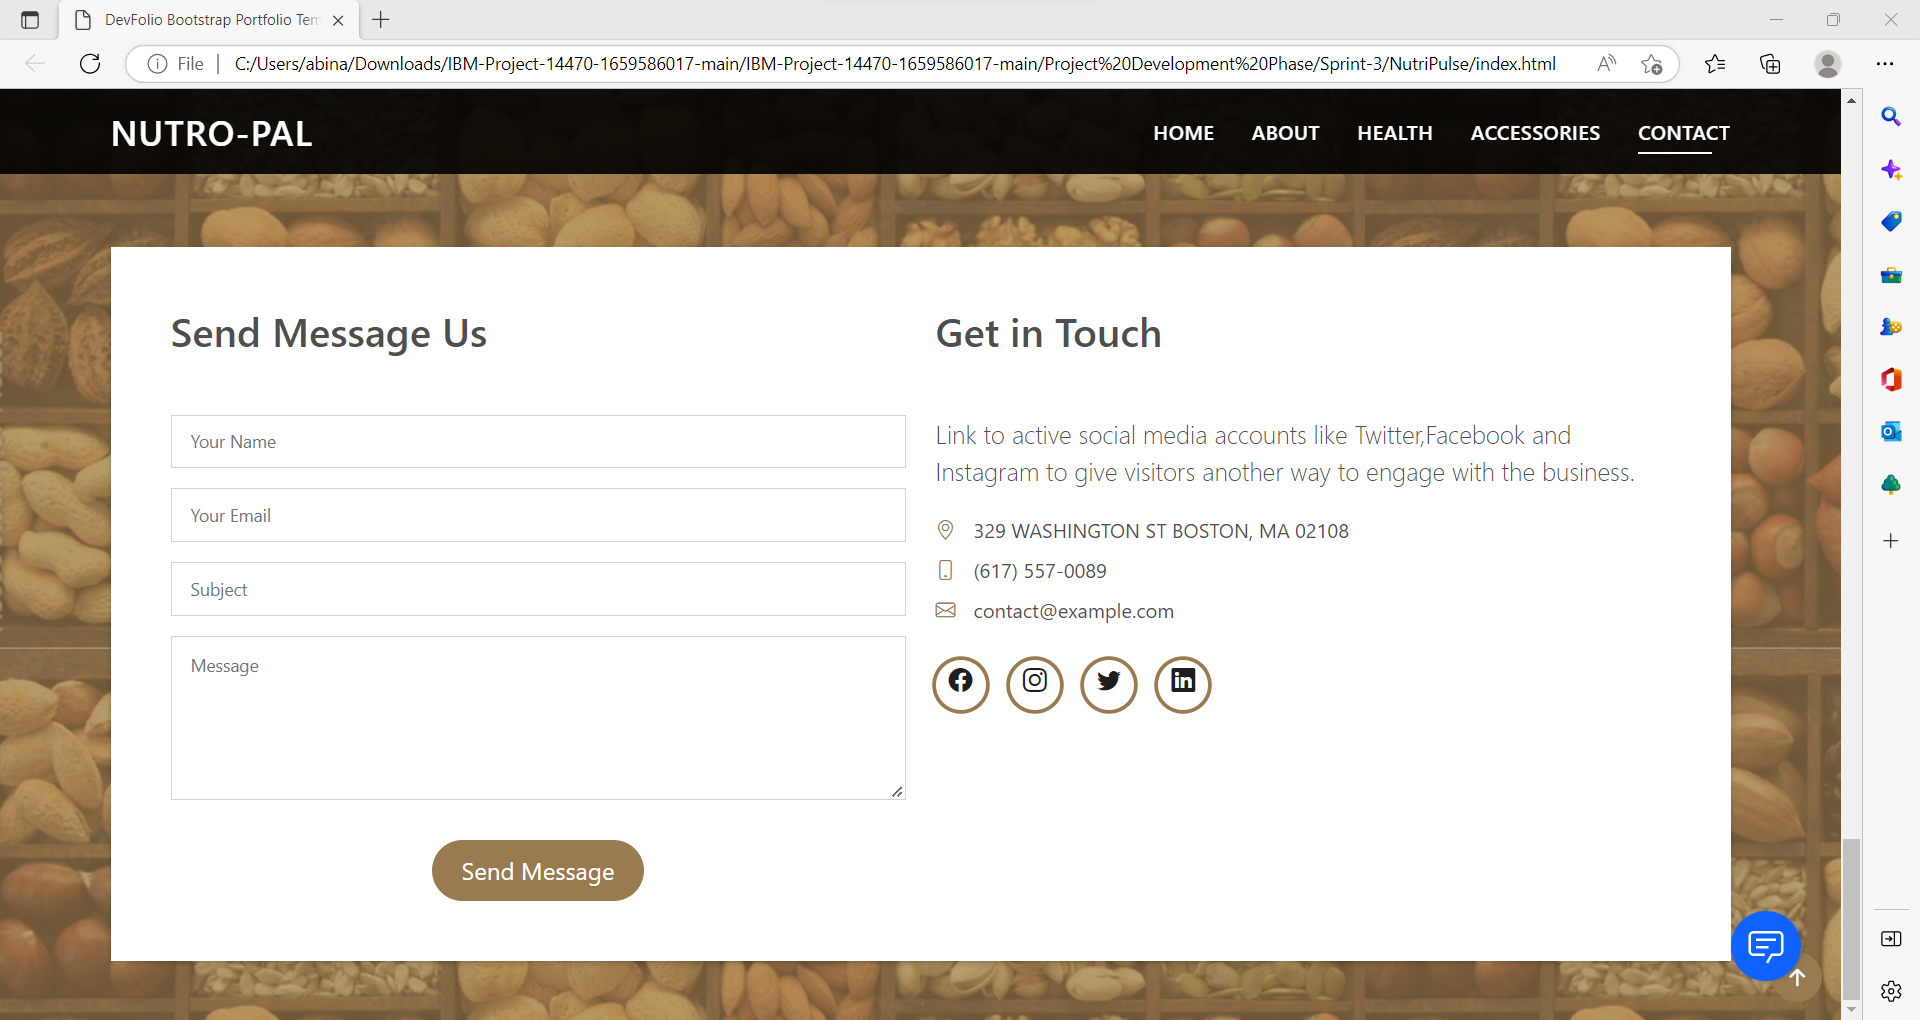 DevFolio Bootstrap Portfolio Tem
File
C:/Users/abina/Downloads/IBM-Project-14470-1659586017-main/IBM-Project-14470-1659586017-main/Project%20Development%20Phase/Sprint-3/NutriPulse/index.html
NUTRO-PAL
HOME ABOUT HEALTH ACCESSORIES CONTACT
Send Message Us
Your Name
Your Email
Subject
Message
Send Message
Get in Touch
Link to active social media accounts like Twitter,Facebook and
Instagram to give visitors another way to engage with the business.
329 WASHINGTON ST BOSTON, MA 02108
(617) 557-0089
contact@example.com